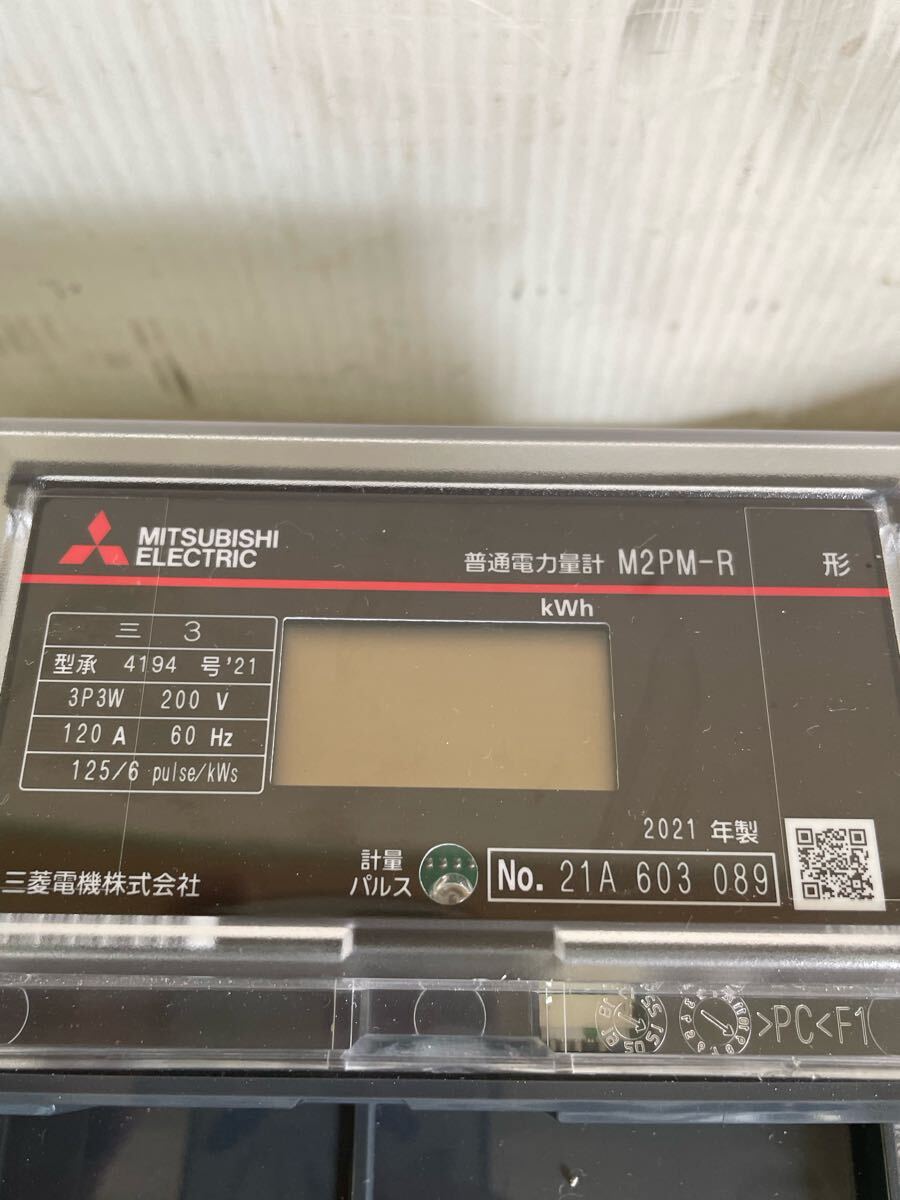 MITSUBISHI
ELECTRIC
普通電力量計 M2PM-R 形
kWh
三 3
型承 4194 号'21
3P3W 200 V
120 A 60 Hz
125/6 pulse/kWs
2021 年製
計量
パルス
No. 21A 603 089
三菱電機株式会社
>PC<F1